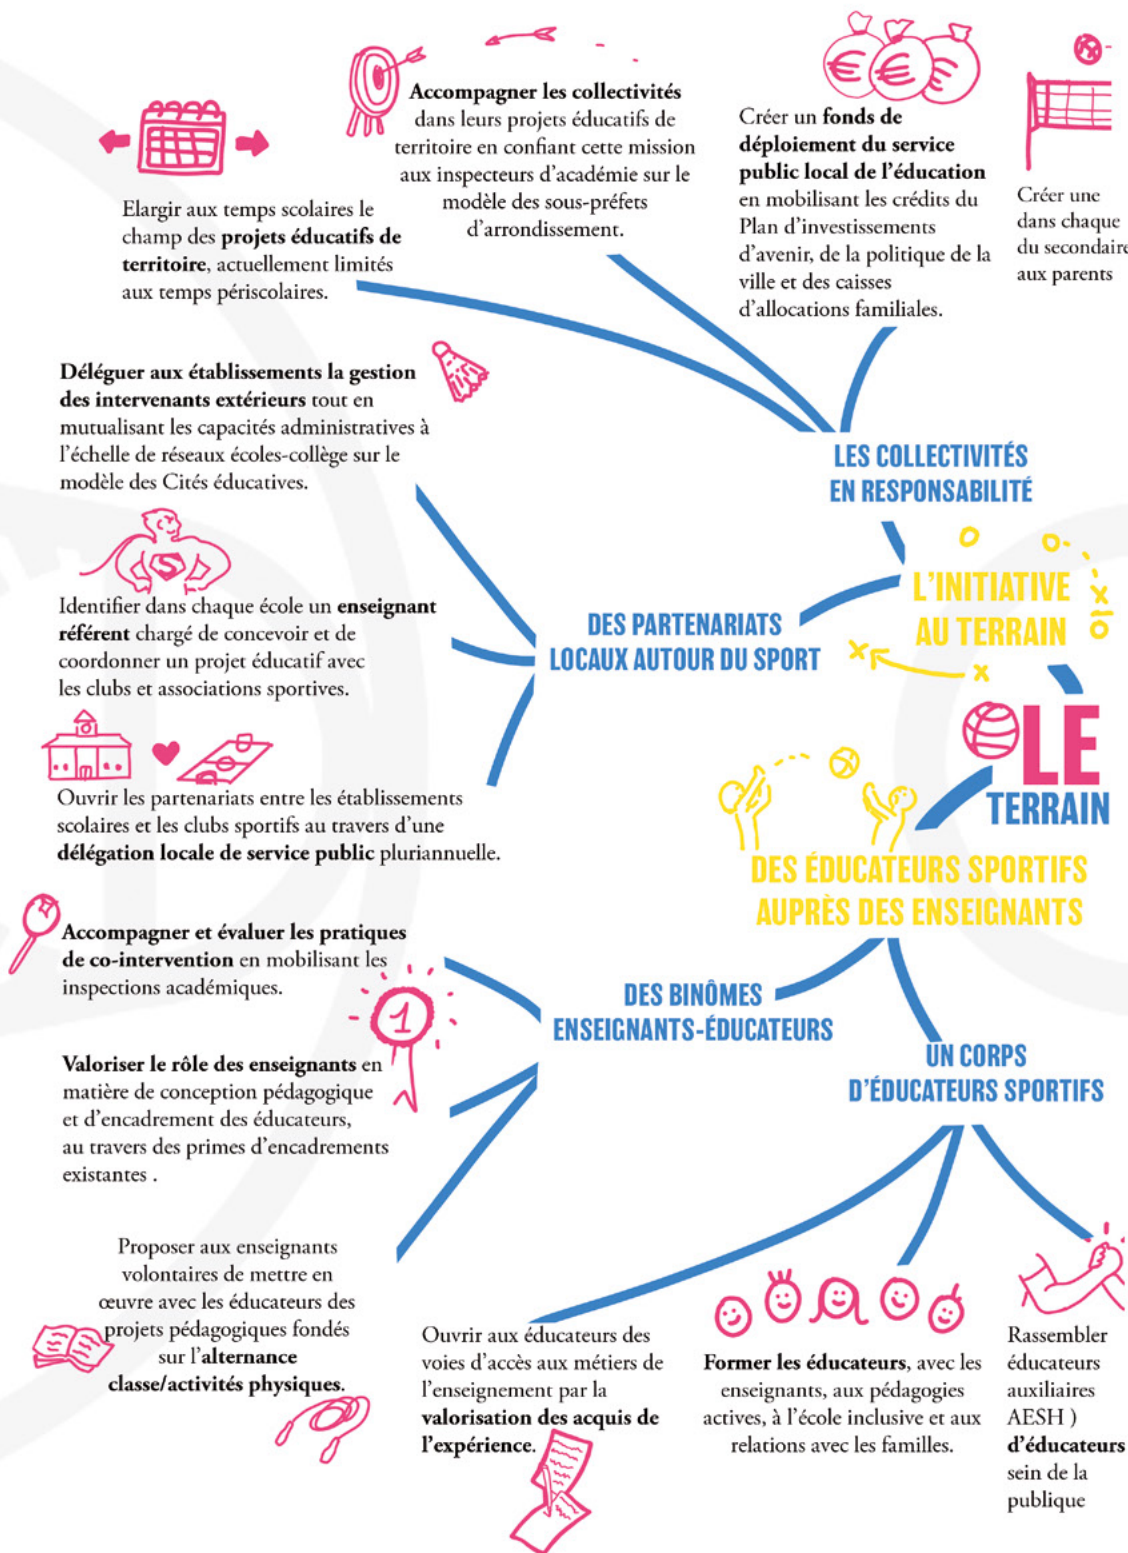 Accompagner les collectivités
dans leurs projets éducatifs de
territoire en confiant cette mission
aux inspecteurs d'académie sur le
modèle des sous-préfets
d'arrondissement.
Créer un fonds de
déploiement du service
public local de l'éducation
en mobilisant les crédits du
Plan d'investissements
d'avenir, de la politique de la
ville et des caisses
d'allocations familiales.
Créer une
dans chaque
du secondaire
aux parents
Elargir aux temps scolaires le
champ des projets éducatifs de
territoire, actuellement limités
aux temps périscolaires.
Déléguer aux établissements la gestion
des intervenants extérieurs tout en
mutualisant les capacités administratives à
l'échelle de réseaux écoles-collège sur le
modèle des Cités éducatives.
LES COLLECTIVITÉS
EN RESPONSABILITÉ
L'INITIATIVE
AU TERRAIN
S
Identifier dans chaque école un enseignant
référent chargé de concevoir et de
coordonner un projet éducatif avec
les clubs et associations sportives.
DES PARTENARIATS
LOCAUX AUTOUR DU SPORT
LE
TERRAIN
Ouvrir les partenariats entre les établissements
scolaires et les clubs sportifs au travers d'une
délégation locale de service public pluriannuelle.
DES ÉDUCATEURS SPORTIFS
AUPRÈS DES ENSEIGNANTS
Accompagner et évaluer les pratiques
de co-intervention en mobilisant les
inspections académiques.
1
DES BINÔMES
ENSEIGNANTS-ÉDUCATEURS
Valoriser le rôle des enseignants en
matière de conception pédagogique
et d'encadrement des éducateurs,
au travers des primes d'encadrements
existantes .
UN CORPS
D'ÉDUCATEURS SPORTIFS
Proposer aux enseignants
volontaires de mettre en
œuvre avec les éducateurs des
projets pédagogiques fondés
sur l'alternance
classe/activités physiques.
Ouvrir aux éducateurs des
voies d'accès aux métiers de
l'enseignement par la
valorisation des acquis de
l'expérience.
Former les éducateurs, avec les
enseignants, aux pédagogies
actives, à l'école inclusive et aux
relations avec les familles.
Rassembler
éducateurs
auxiliaires
AESH )
d'éducateurs
sein de la
publique